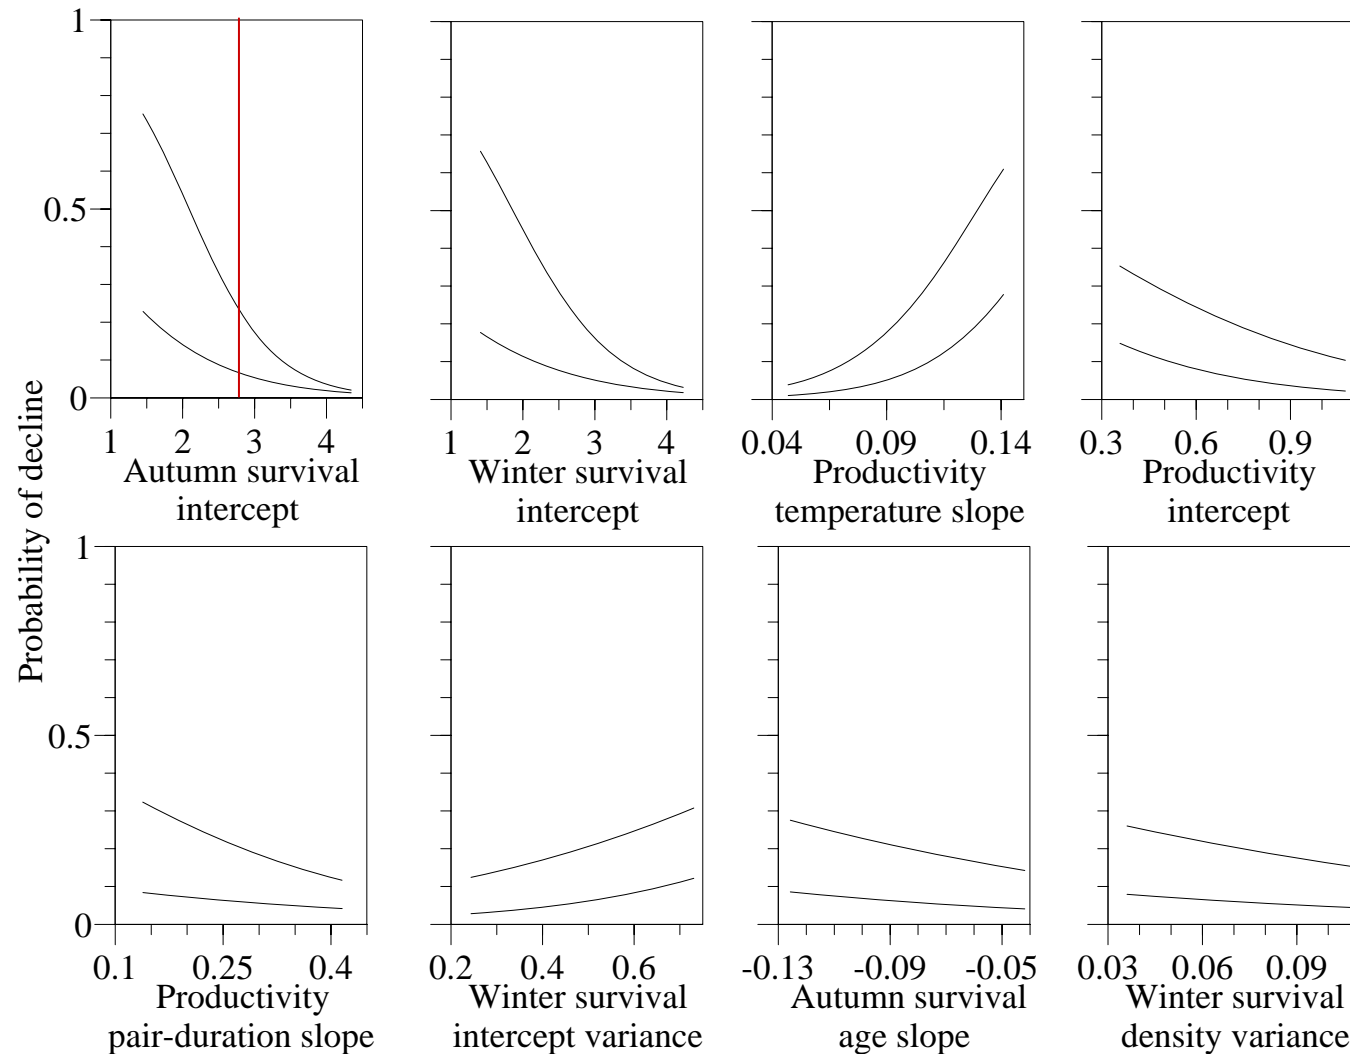 Probability of decline
1
0.5
0
1 2 3 4
Autumn survival
intercept
1 2 3 4
Winter survival
intercept
0.04 0.09 0.14
Productivity
temperature slope
0.3 0.6 0.9
Productivity
intercept
1
0.5
0
0.1 0.25 0.4
Productivity
pair-duration slope
0.2 0.4 0.6
Winter survival
intercept variance
-0.13 -0.09 -0.05
Autumn survival
age slope
0.03 0.06 0.09
Winter survival
density variance